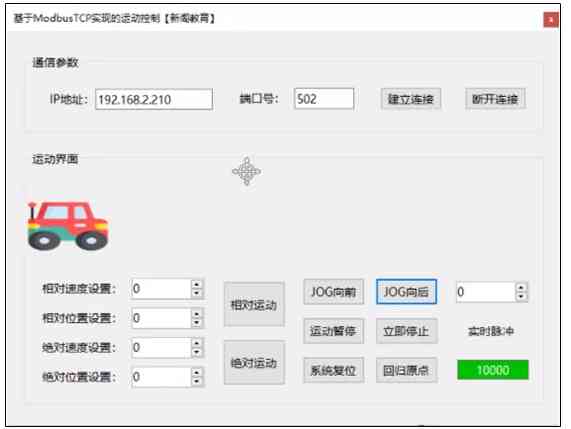 基于ModbusTCP实现的运动控制【新阁教育】
x
通信参数
IP地址： 192.168.2.210 端口号： 502 建立连接 断开连接
运动界面
相对速度设置： 0 相对运动 JOG向前 JOG向后 0
相对位置设置： 0 运动暂停 立即停止 实时脉冲
绝对速度设置： 0 绝对运动
绝对位置设置： 0 系统复位 回归原点 10000